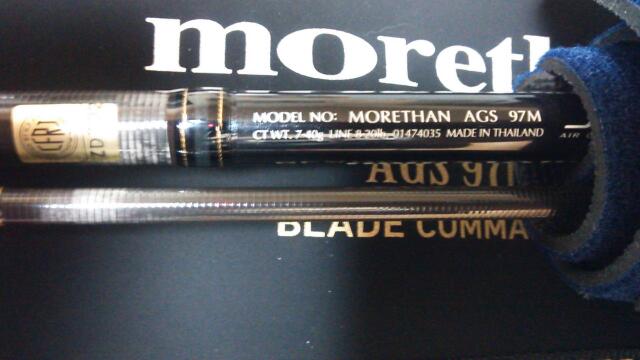 moreth
MODEL NO: MORETHAN AGS 97M
CT WT. 7-40g LINE 8-20lb. 01474035 MADE IN THAILAND
AIR
AGS 97M
BLADE COMMA